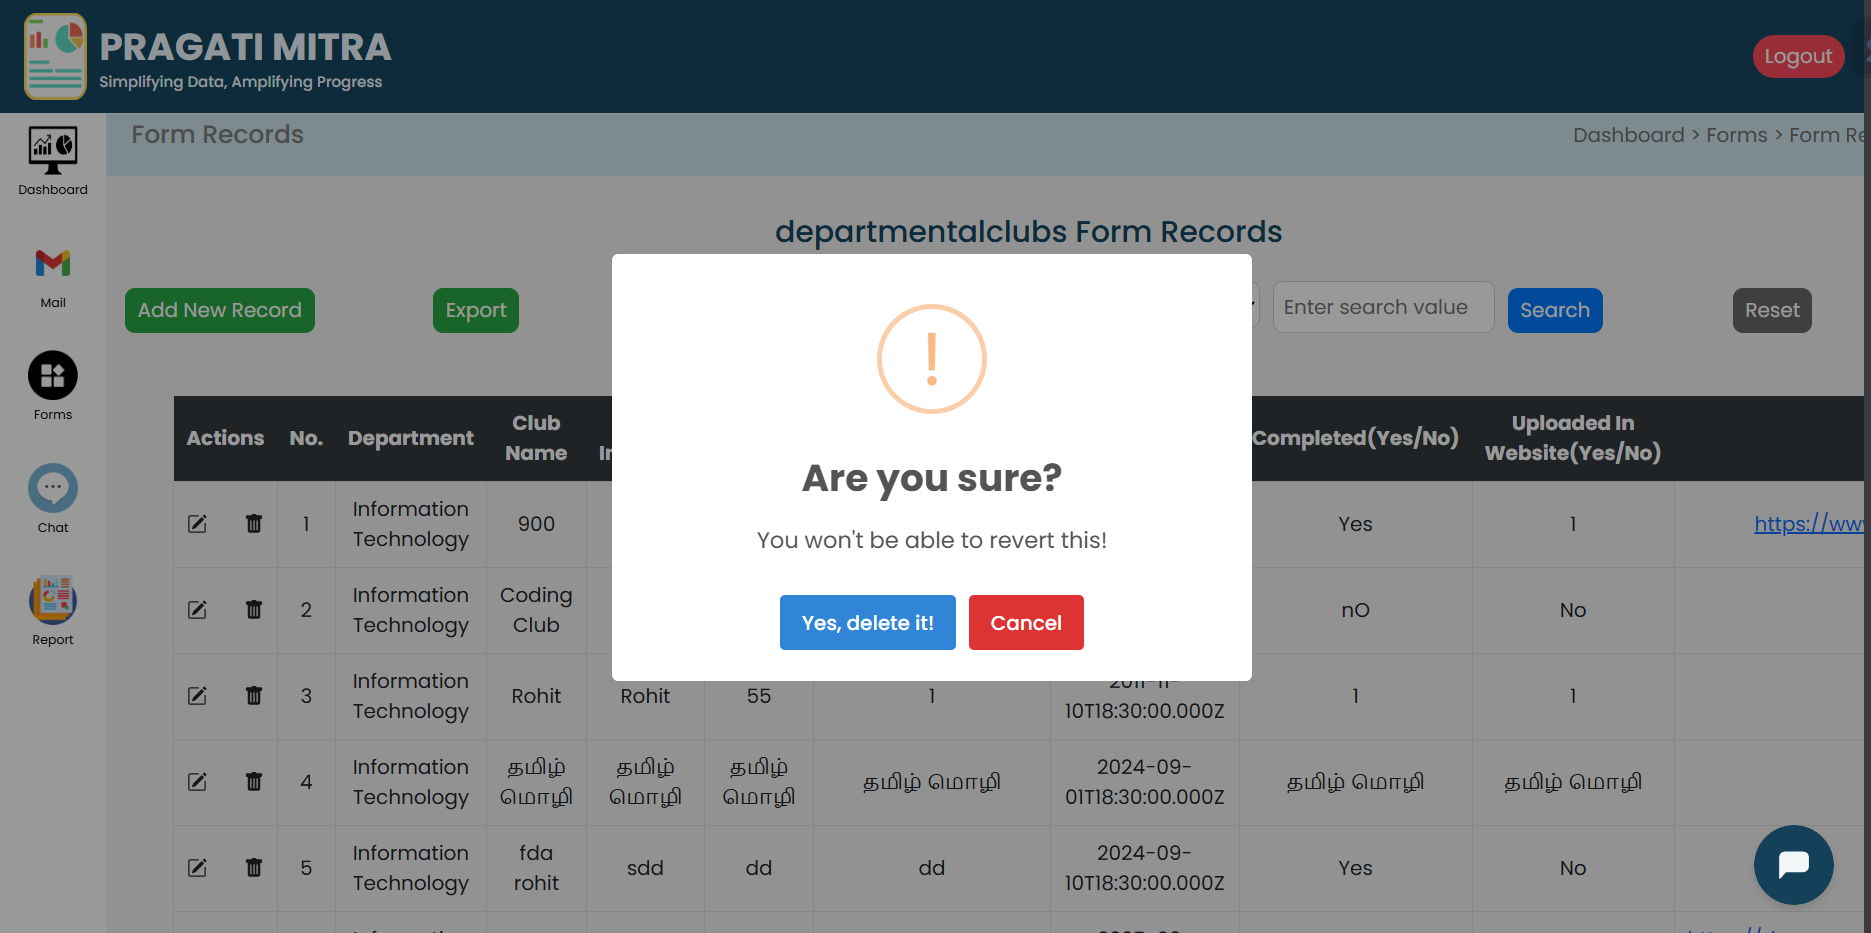 PRAGATI MITRA
Simplifying Data, Amplifying Progress
Logout
Form Records
Dashboard > Forms > Form Re
Dashboard
Mail
Forms
Chat
Report
departmentalclubs Form Records
Add New Record
Export
Enter search value
Search
Reset
Actions No. Department Club Name Completed(Yes/No) Uploaded In Website(Yes/No)
1 Information Technology 900 Yes 1 https://ww
2 Information Technology Coding Club nO No
3 Information Technology Rohit Rohit 55 1 10T18:30:00.000Z 1 1
4 Information Technology தமிழ் மொழி தமிழ் மொழி தமிழ் மொழி தமிழ் மொழி 2024-09-01T18:30:00.000Z தமிழ் மொழி தமிழ் மொழி
5 Information Technology fda rohit sdd dd dd 2024-09-10T18:30:00.000Z Yes No
!
Are you sure?
You won't be able to revert this!
Yes, delete it!
Cancel